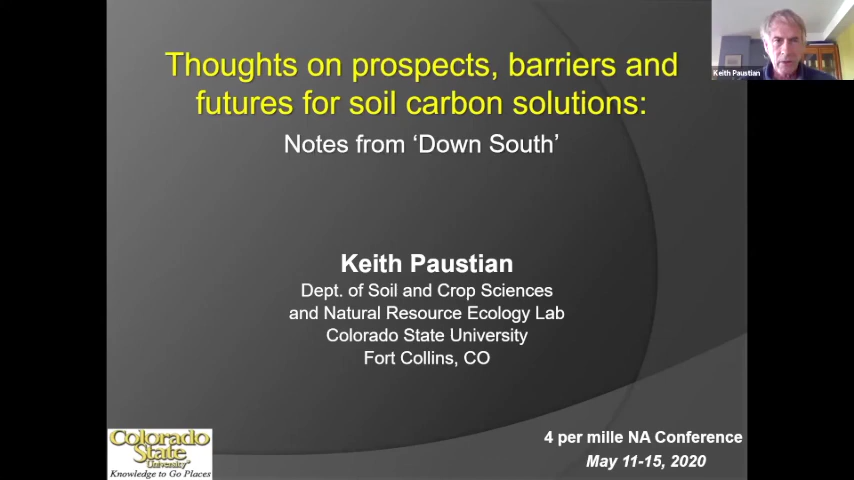 Thoughts on prospects, barriers and
futures for soil carbon solutions:
Notes from ‘Down South’
Keith Paustian
Keith Paustian
Dept. of Soil and Crop Sciences
and Natural Resource Ecology Lab
Colorado State University
Fort Collins, CO
Colorado
State
University
Knowledge to Go Places
4 per mille NA Conference
May 11-15, 2020